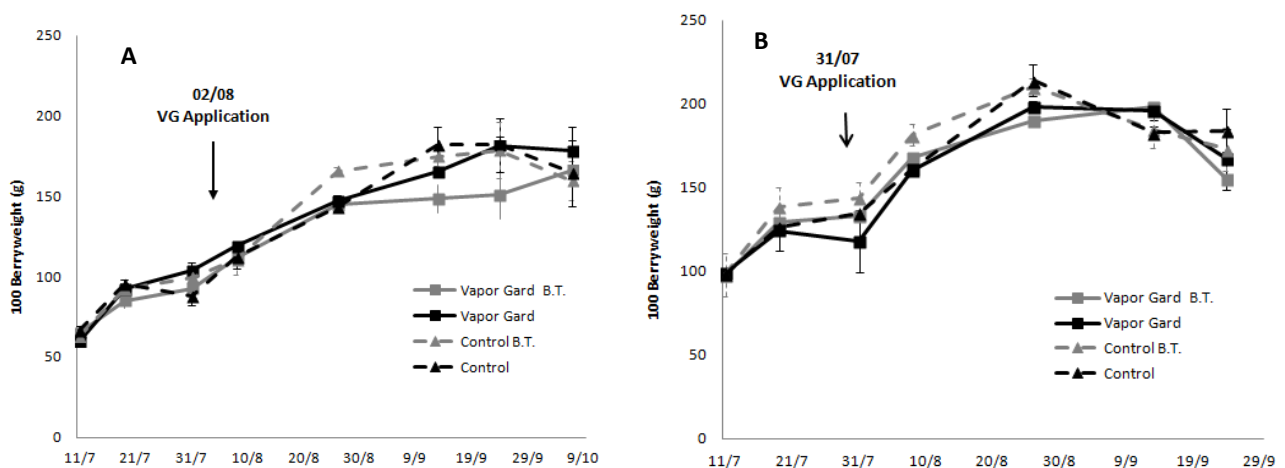 A
02/08
VG Application
100 Berryweight (g)
250
200
150
100
50
0
11/7 21/7 31/7 10/8 20/8 30/8 9/9 19/9 29/9 9/10
Vapor Gard B.T.
Vapor Gard
Control B.T.
Control
B
31/07
VG Application
100 Berryweight (g)
250
200
150
100
50
0
11/7 21/7 31/7 10/8 20/8 30/8 9/9 19/9 29/9
Vapor Gard B.T.
Vapor Gard
Control B.T.
Control